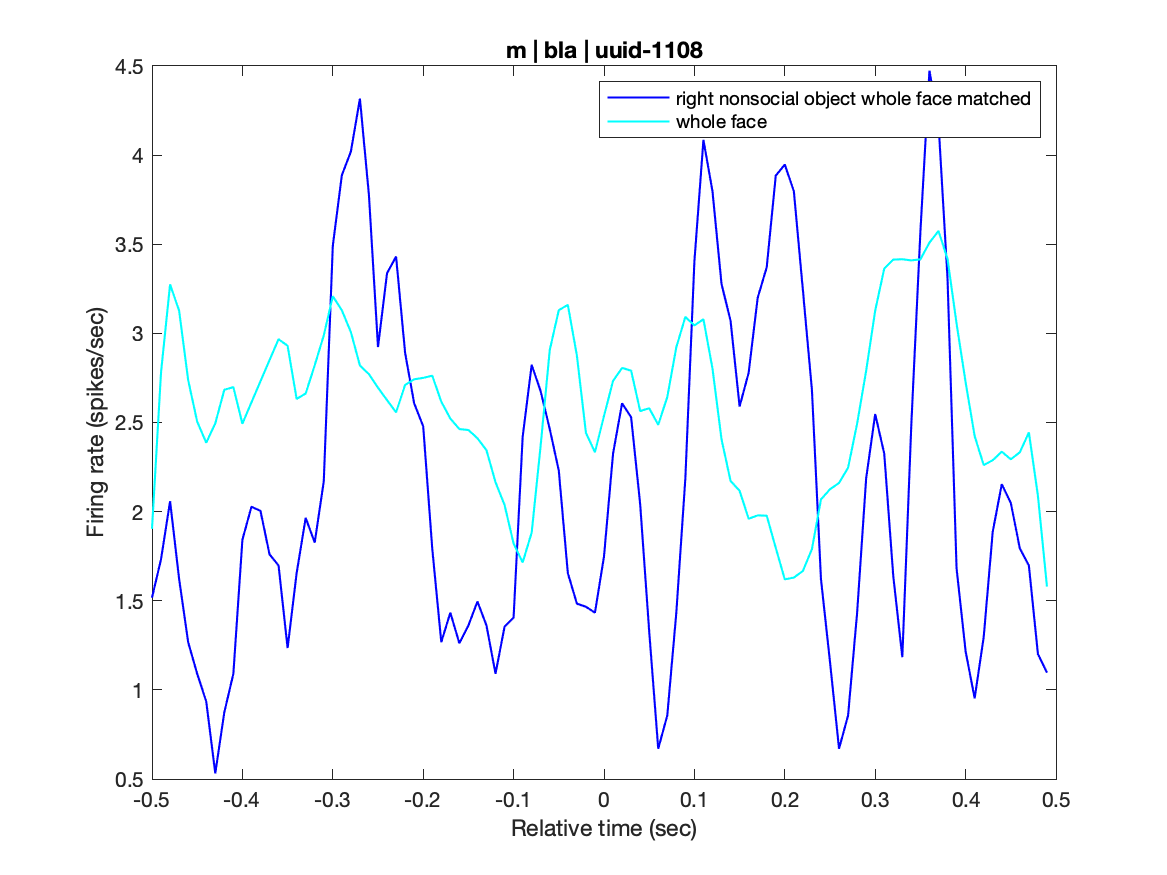 m | bla | uuid-1108
right nonsocial object whole face matched
whole face
4.5
4
3.5
3
2.5
2
1.5
1
0.5
Firing rate (spikes/sec)
-0.5 -0.4 -0.3 -0.2 -0.1 0 0.1 0.2 0.3 0.4 0.5
Relative time (sec)